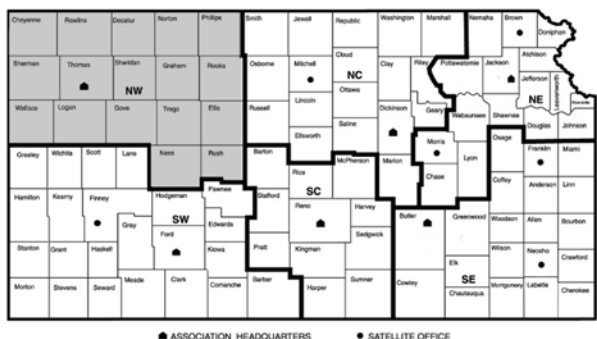 Cheyenne Rawlins Decatur Norton Phillips Smith Jewell Republic Washington Marshall Nemaha Brown Doniphan
Sherman Thomas Sheridan Graham Rooks Osborne Mitchell Cloud Clay Riley Pottawatomie Jackson Atchison
NW NC Ottawa Jefferson Leavenworth
Wallace Logan Gove Trego Ellis Russell Lincoln Dickinson Geary Wabaunsee Shawnee NE
Ellsworth Saline Morris Douglas Johnson
Greeley Wichita Scott Lane Ness Rush Barton McPherson Marion Lyon Osage Franklin Miami
Rice Chase
Hamilton Kearny Finney Hodgeman Pawnee Stafford SC Coffey Anderson Linn
SW Reno Harvey Butler Greenwood Woodson Allen Bourbon
Gray Ford Edwards Sedgwick
Stanton Grant Haskell Kiowa Pratt Kingman Elk Wilson Neosho Crawford
SE
Morton Stevens Seward Meade Clark Comanche Barber Harper Sumner Cowley Chautauqua Montgomery Labette Cherokee
ASSOCIATION HEADQUARTERS SATELLITE OFFICE